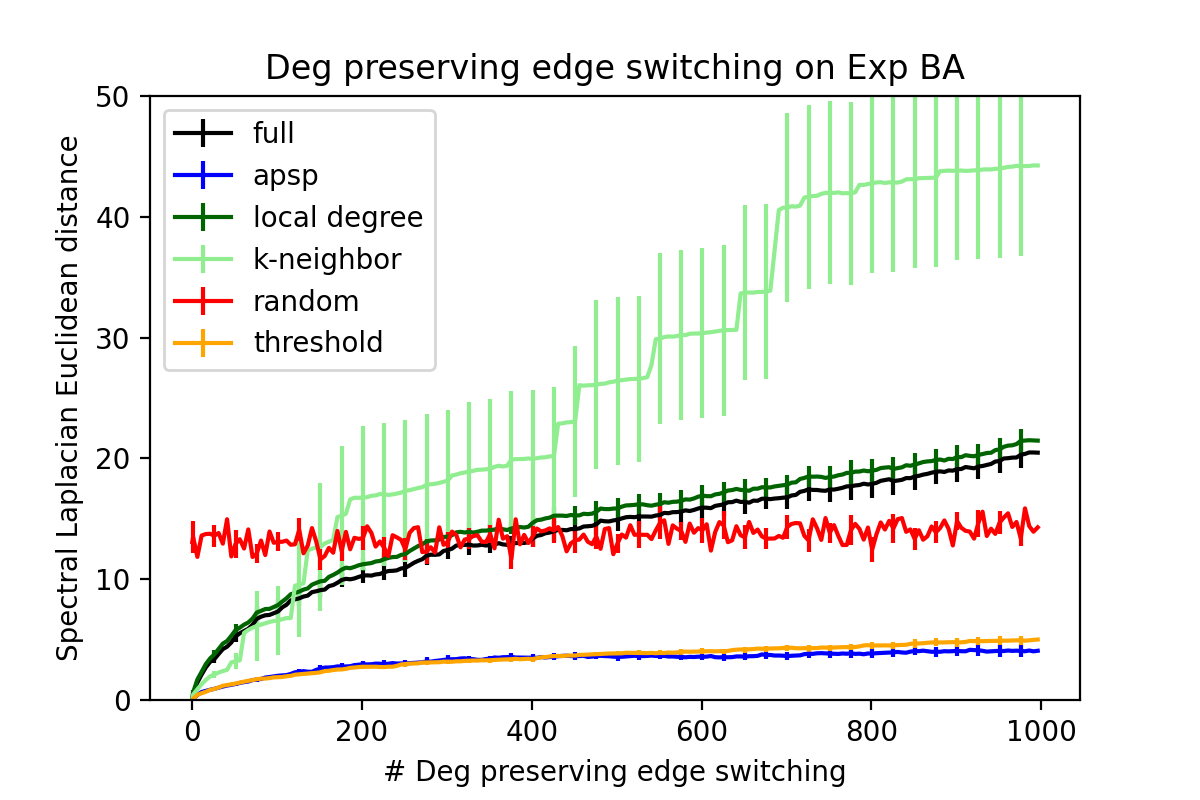 Deg preserving edge switching on Exp BA
Spectral Laplacian Euclidean distance
50
40
30
20
10
0
full
apsp
local degree
k-neighbor
random
threshold
0 200 400 600 800 1000
# Deg preserving edge switching